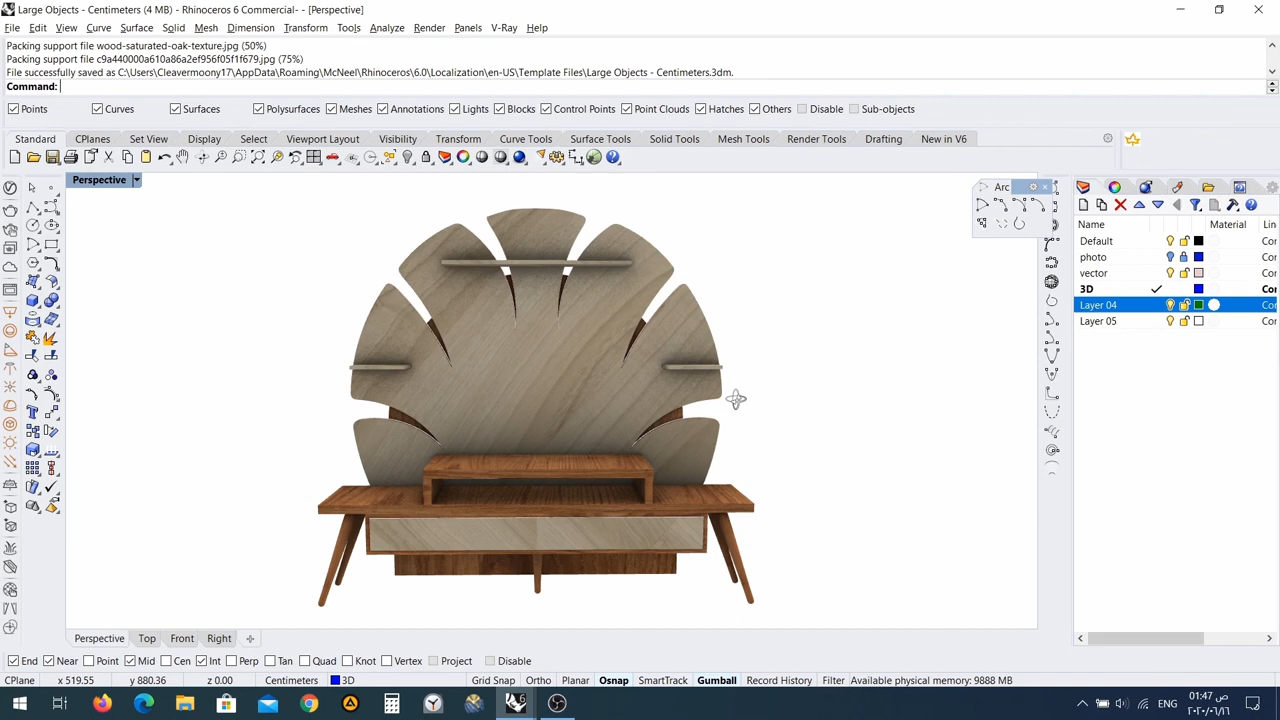 Large Objects - Centimeters (4 MB) - Rhinoceros 6 Commercial- - [Perspective]
File Edit View Curve Surface Solid Mesh Dimension Transform Tools Analyze Render Panels V-Ray Help
Packing support file wood-saturated-oak-texture.jpg (50%)
Packing support file c9a440000a610a86a2ef956f05f1f679.jpg (75%)
File successfully saved as C:\Users\Cleavermoony17\AppData\Roaming\McNeel\Rhinoceros\6.0\Localization\en-US\Template Files\Large Objects - Centimeters.3dm.
Command:
Points Curves Surfaces Polysurfaces Meshes Annotations Lights Blocks Control Points Point Clouds Hatches Others Disable Sub-objects
Standard CPlanes Set View Display Select Viewport Layout Visibility Transform Curve Tools Surface Tools Solid Tools Mesh Tools Render Tools Drafting New in V6
Perspective
Arc
Name Material Lin
Default Cor
photo Cor
vector Cor
3D Cor
Layer 04 Cor
Layer 05 Cor
Perspective Top Front Right
End Near Point Mid Cen Int Perp Tan Quad Knot Vertex Project Disable
CPlane x 519.55 y 880.36 z 0.00 Centimeters 3D Grid Snap Ortho Planar Osnap SmartTrack Gumball Record History Filter Available physical memory: 9888 MB
ENG
01:47 ص